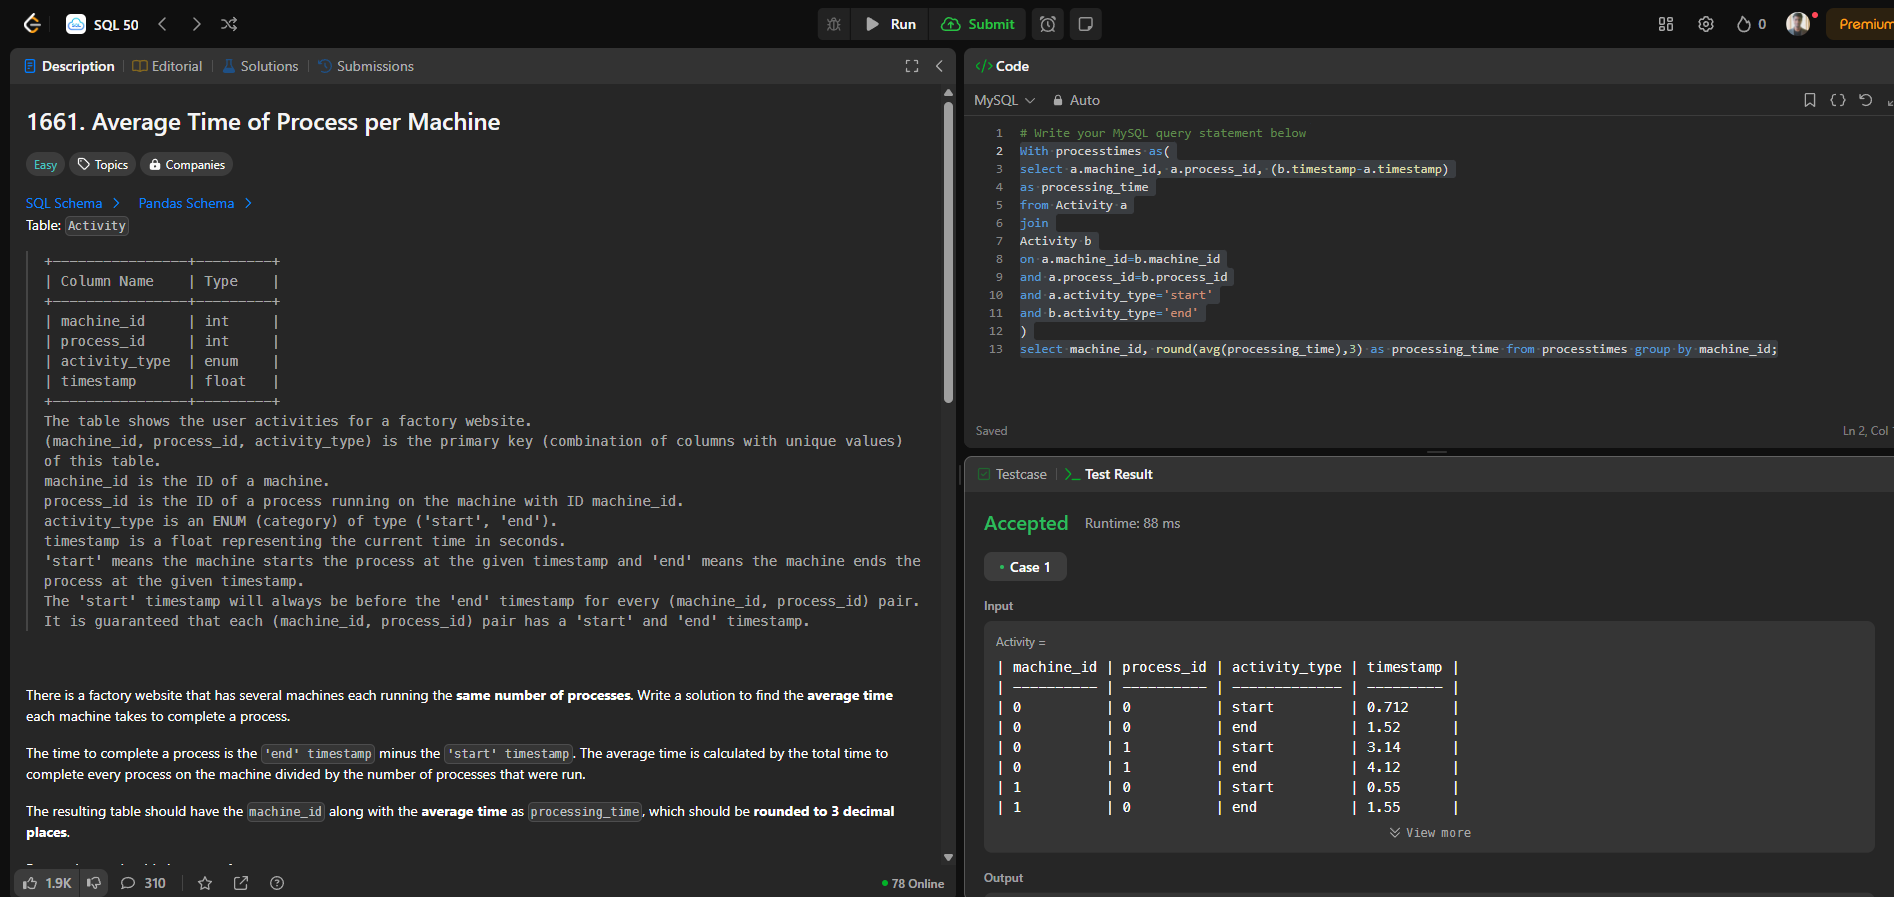 SQL 50
Run
Submit
0
Premium
Description
Editorial
Solutions
Submissions
1661. Average Time of Process per Machine
Easy
Topics
Companies
SQL Schema
Pandas Schema
Table: Activity
+----------------+---------+
| Column Name    | Type    |
+----------------+---------+
| machine_id     | int     |
| process_id     | int     |
| activity_type  | enum    |
| timestamp      | float   |
+----------------+---------+
The table shows the user activities for a factory website.
(machine_id, process_id, activity_type) is the primary key (combination of columns with unique values)
of this table.
machine_id is the ID of a machine.
process_id is the ID of a process running on the machine with ID machine_id.
activity_type is an ENUM (category) of type ('start', 'end').
timestamp is a float representing the current time in seconds.
'start' means the machine starts the process at the given timestamp and 'end' means the machine ends the
process at the given timestamp.
The 'start' timestamp will always be before the 'end' timestamp for every (machine_id, process_id) pair.
It is guaranteed that each (machine_id, process_id) pair has a 'start' and 'end' timestamp.
There is a factory website that has several machines each running the same number of processes. Write a solution to find the average time
each machine takes to complete a process.
The time to complete a process is the 'end' timestamp minus the 'start' timestamp. The average time is calculated by the total time to
complete every process on the machine divided by the number of processes that were run.
The resulting table should have the machine_id along with the average time as processing_time, which should be rounded to 3 decimal
places.
1.9K
310
78 Online
</> Code
MySQL
Auto
1 # Write your MySQL query statement below
2 With processtimes as(
3 select a.machine_id, a.process_id, (b.timestamp-a.timestamp)
4 as processing_time
5 from Activity a
6 join
7 Activity b
8 on a.machine_id=b.machine_id
9 and a.process_id=b.process_id
10 and a.activity_type='start'
11 and b.activity_type='end'
12 )
13 select machine_id, round(avg(processing_time),3) as processing_time from processtimes group by machine_id;
Saved
Ln 2, Col
Testcase
Test Result
Accepted
Runtime: 88 ms
Case 1
Input
Activity =
| machine_id | process_id | activity_type | timestamp |
| ---------- | ---------- | ------------- | --------- |
| 0          | 0          | start         | 0.712     |
| 0          | 0          | end           | 1.52      |
| 0          | 1          | start         | 3.14      |
| 0          | 1          | end           | 4.12      |
| 1          | 0          | start         | 0.55      |
| 1          | 0          | end           | 1.55      |
View more
Output